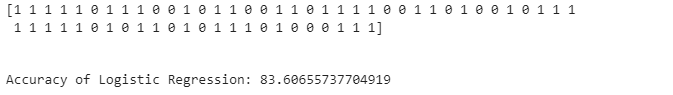 [1 1 1 1 1 0 1 1 1 0 0 1 0 1 1 0 0 1 1 0 1 1 1 1 0 0 1 1 0 1 0 0 1 0 1 1 1
1 1 1 1 1 0 1 0 1 1 0 1 0 1 1 1 0 1 0 0 0 1 1 1]
Accuracy of Logistic Regression: 83.60655737704919